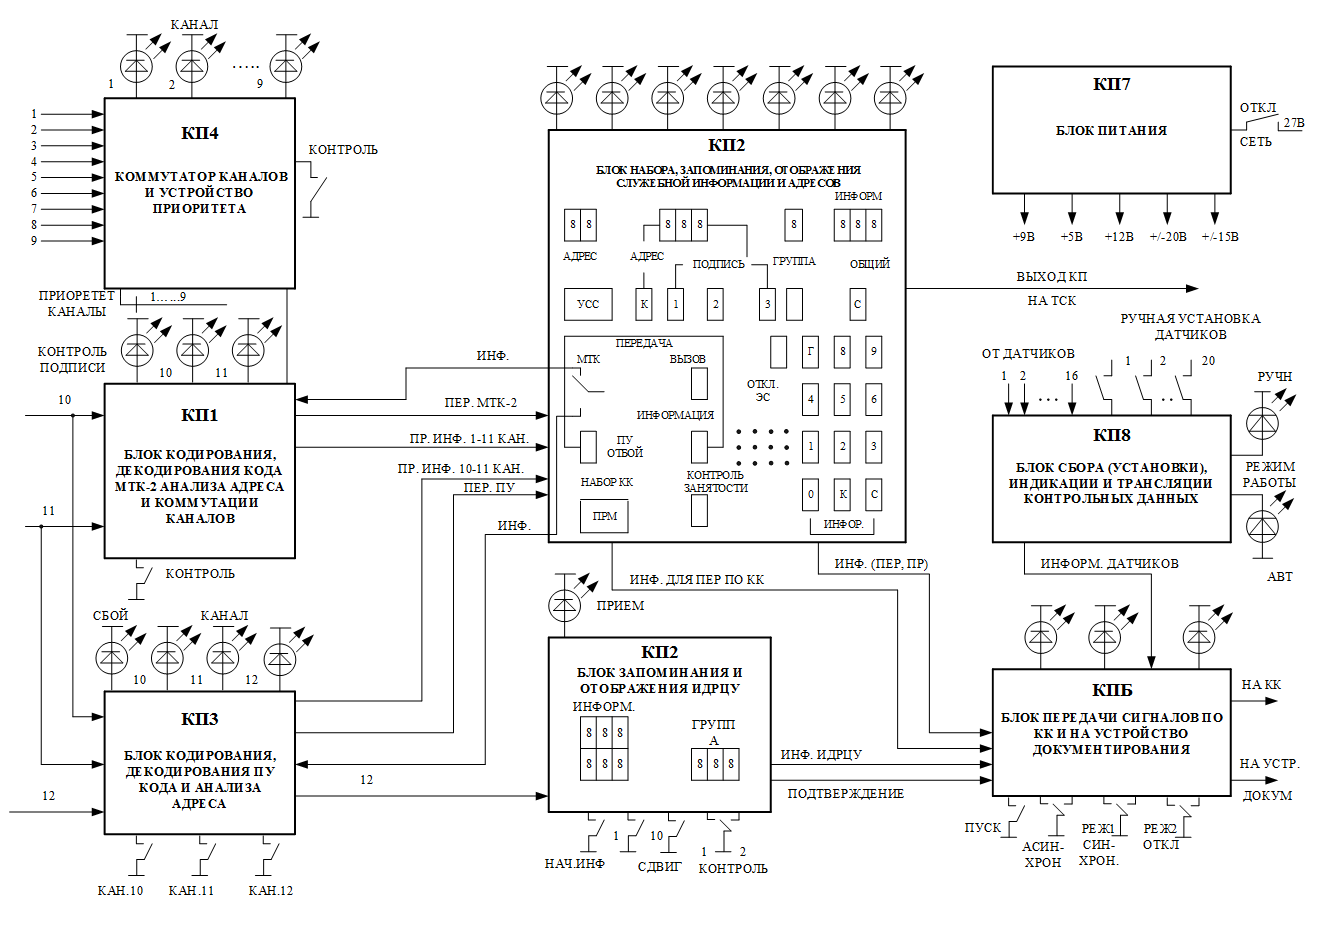 КАНАЛ
1
2
.....
9
КП4
КОММУТАТОР КАНАЛОВ
И УСТРОЙСТВО
ПРИОРИТЕТА
1
2
3
4
5
6
7
8
9
КОНТРОЛЬ
ПРИОРЕТЕТ
КАНАЛЫ
1…...9
КОНТРОЛЬ
ПОДПИСИ
10
11
10
11
КП1
БЛОК КОДИРОВАНИЯ,
ДЕКОДИРОВАНИЯ КОДА
МТК-2 АНАЛИЗА АДРЕСА
И КОММУТАЦИИ
КАНАЛОВ
КОНТРОЛЬ
СБОЙ
КАНАЛ
10
11
12
12
КП3
БЛОК КОДИРОВАНИЯ,
ДЕКОДИРОВАНИЯ ПУ
КОДА И АНАЛИЗА
АДРЕСА
КАН.10
КАН.11
КАН.12
ИНФ.
ПЕР. МТК-2
ПР. ИНФ. 1-11 КАН.
ПР. ИНФ. 10-11 КАН.
ПЕР. ПУ
ИНФ.
12
КП2
БЛОК НАБОРА, ЗАПОМИНАНИЯ, ОТОБРАЖЕНИЯ
СЛУЖЕБНОЙ ИНФОРМАЦИИ И АДРЕСОВ
ИНФОРМ
8 8
8 8 8
8
8 8 8
АДРЕС
АДРЕС
ПОДПИСЬ
ГРУППА
ОБЩИЙ
УСС
К
1
2
3
С
ПЕРЕДАЧА
МТК
ВЫЗОВ
Г
8
9
ОТКЛ.
ЭС
4
5
6
ИНФОРМАЦИЯ
ПУ
ОТБОЙ
1
2
3
НАБОР КК
КОНТРОЛЬ
ЗАНЯТОСТИ
0
К
С
ПРМ
ИНФОР.
ИНФ. ДЛЯ ПЕР ПО КК
ИНФ. (ПЕР, ПР)
ПРИЕМ
КП2
БЛОК ЗАПОМИНАНИЯ И
ОТОБРАЖЕНИЯ ИДРЦУ
ИНФОРМ.
8 8 8
8 8 8
ГРУПП
А
8 8 8
НАЧ.ИНФ
1
10
СДВИГ
1
2
КОНТРОЛЬ
ИНФ. ИДРЦУ
ПОДТВЕРЖДЕНИЕ
КП7
БЛОК ПИТАНИЯ
ОТКЛ
27В
СЕТЬ
+9В
+5В
+12В
+/-20В
+/-15В
ВЫХОД КП
НА ТСК
РУЧНАЯ УСТАНОВКА
ДАТЧИКОВ
ОТ ДАТЧИКОВ
1
2
...
16
1
2
..
20
РУЧН
КП8
БЛОК СБОРА (УСТАНОВКИ),
ИНДИКАЦИИ И ТРАНСЛЯЦИИ
КОНТРОЛЬНЫХ ДАННЫХ
РЕЖИМ
РАБОТЫ
АВТ
ИНФОРМ. ДАТЧИКОВ
КПБ
БЛОК ПЕРЕДАЧИ СИГНАЛОВ ПО
КК И НА УСТРОЙСТВО
ДОКУМЕНТИРОВАНИЯ
НА КК
НА УСТР.
ДОКУМ
ПУСК
АСИН-
ХРОН
РЕЖ1
СИН-
ХРОН.
РЕЖ2
ОТКЛ